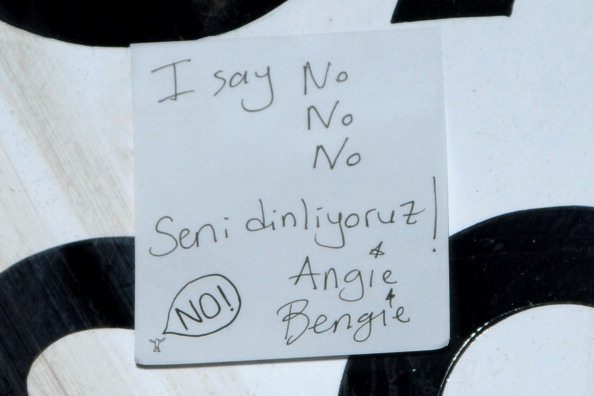 I say No
No
No
Seni dinliyoruz!
Angie
Bengie
NO!